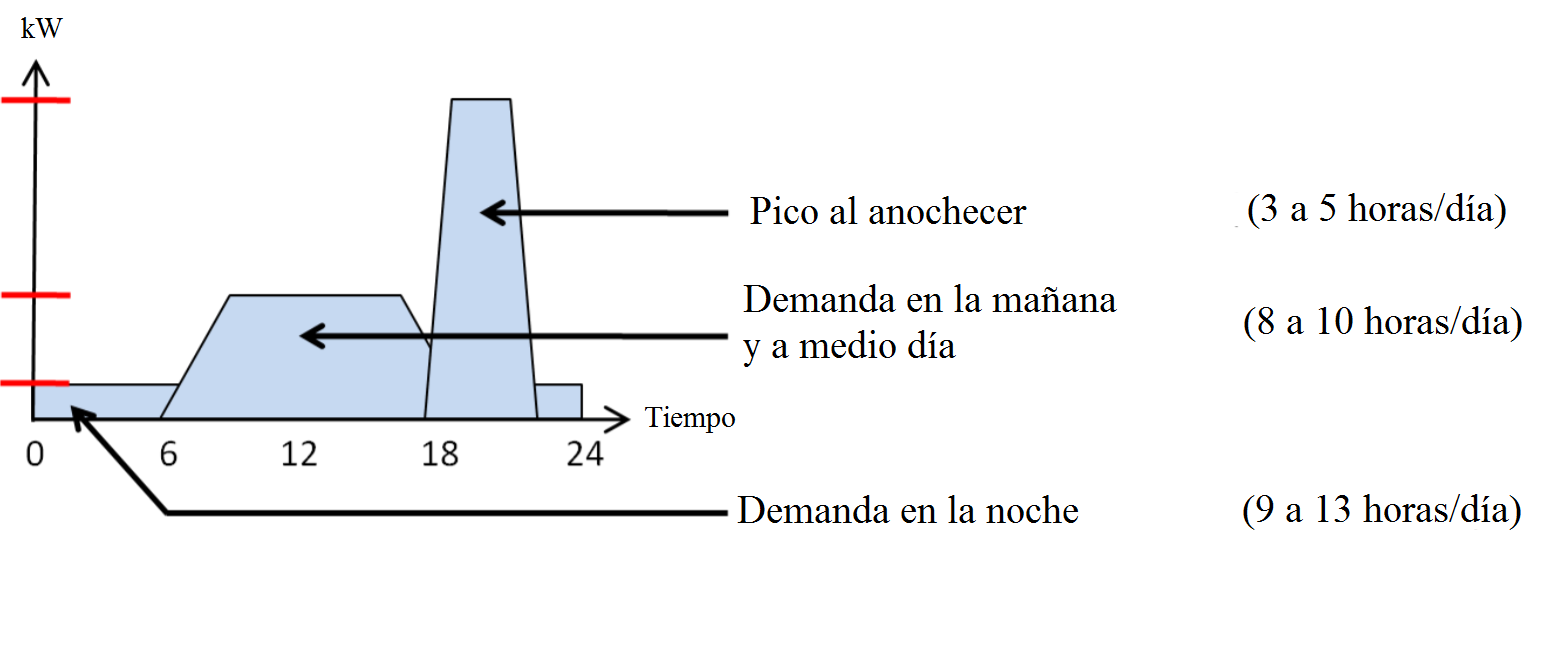 kW
Pico al anochecer (3 a 5 horas/día)
Demanda en la mañana
y a medio día
(8 a 10 horas/día)
Tiempo
0 6 12 18 24
Demanda en la noche (9 a 13 horas/día)